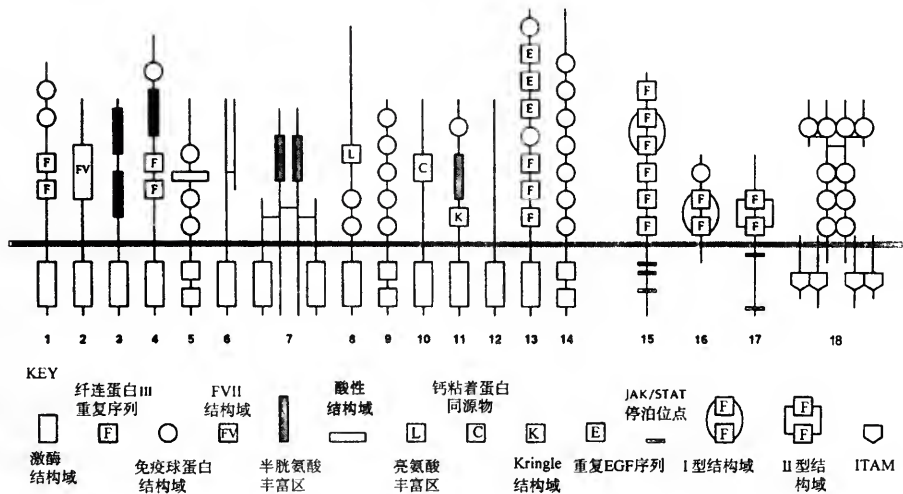 E
E
F
E
F
F
F
L
F
F
FV
F
C
F
F
F
F
F
F
F
K
F
F
F
F
1 2 3 4 5 6 7 8 9 10 11 12 13 14 15 16 17 18
KEY
纤连蛋白III
重复序列
FVII
结构域
酸性
结构域
钙粘着蛋白
同源物
JAK/STAT
停泊位点
F
FV
L
C
K
E
F
F
F
F
激酶
结构域
免疫球蛋白
结构域
半胱氨酸
丰富区
亮氨酸
丰富区
Kringle
结构域
重复EGF序列
I型结构域
II型结
构域
ITAM